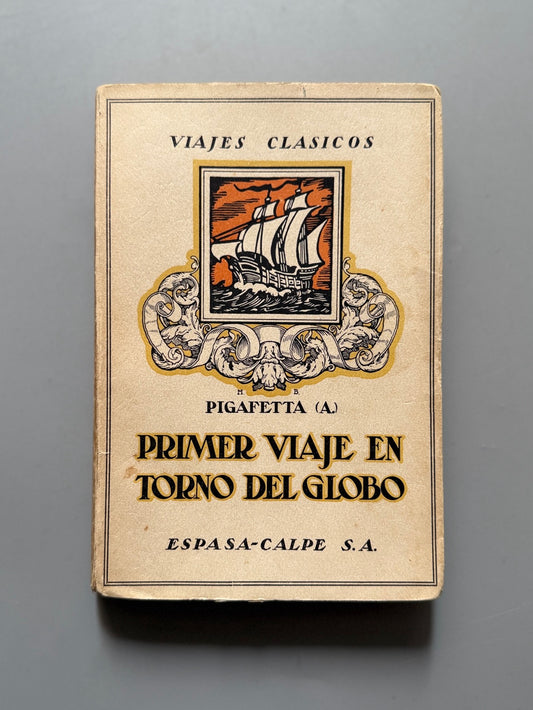 VIAJES CLASICOS
M. B.
PIGAFETTA (A.)
PRIMER VIAJE EN
TORNO DEL GLOBO
ESPASA-CALPE S.A.